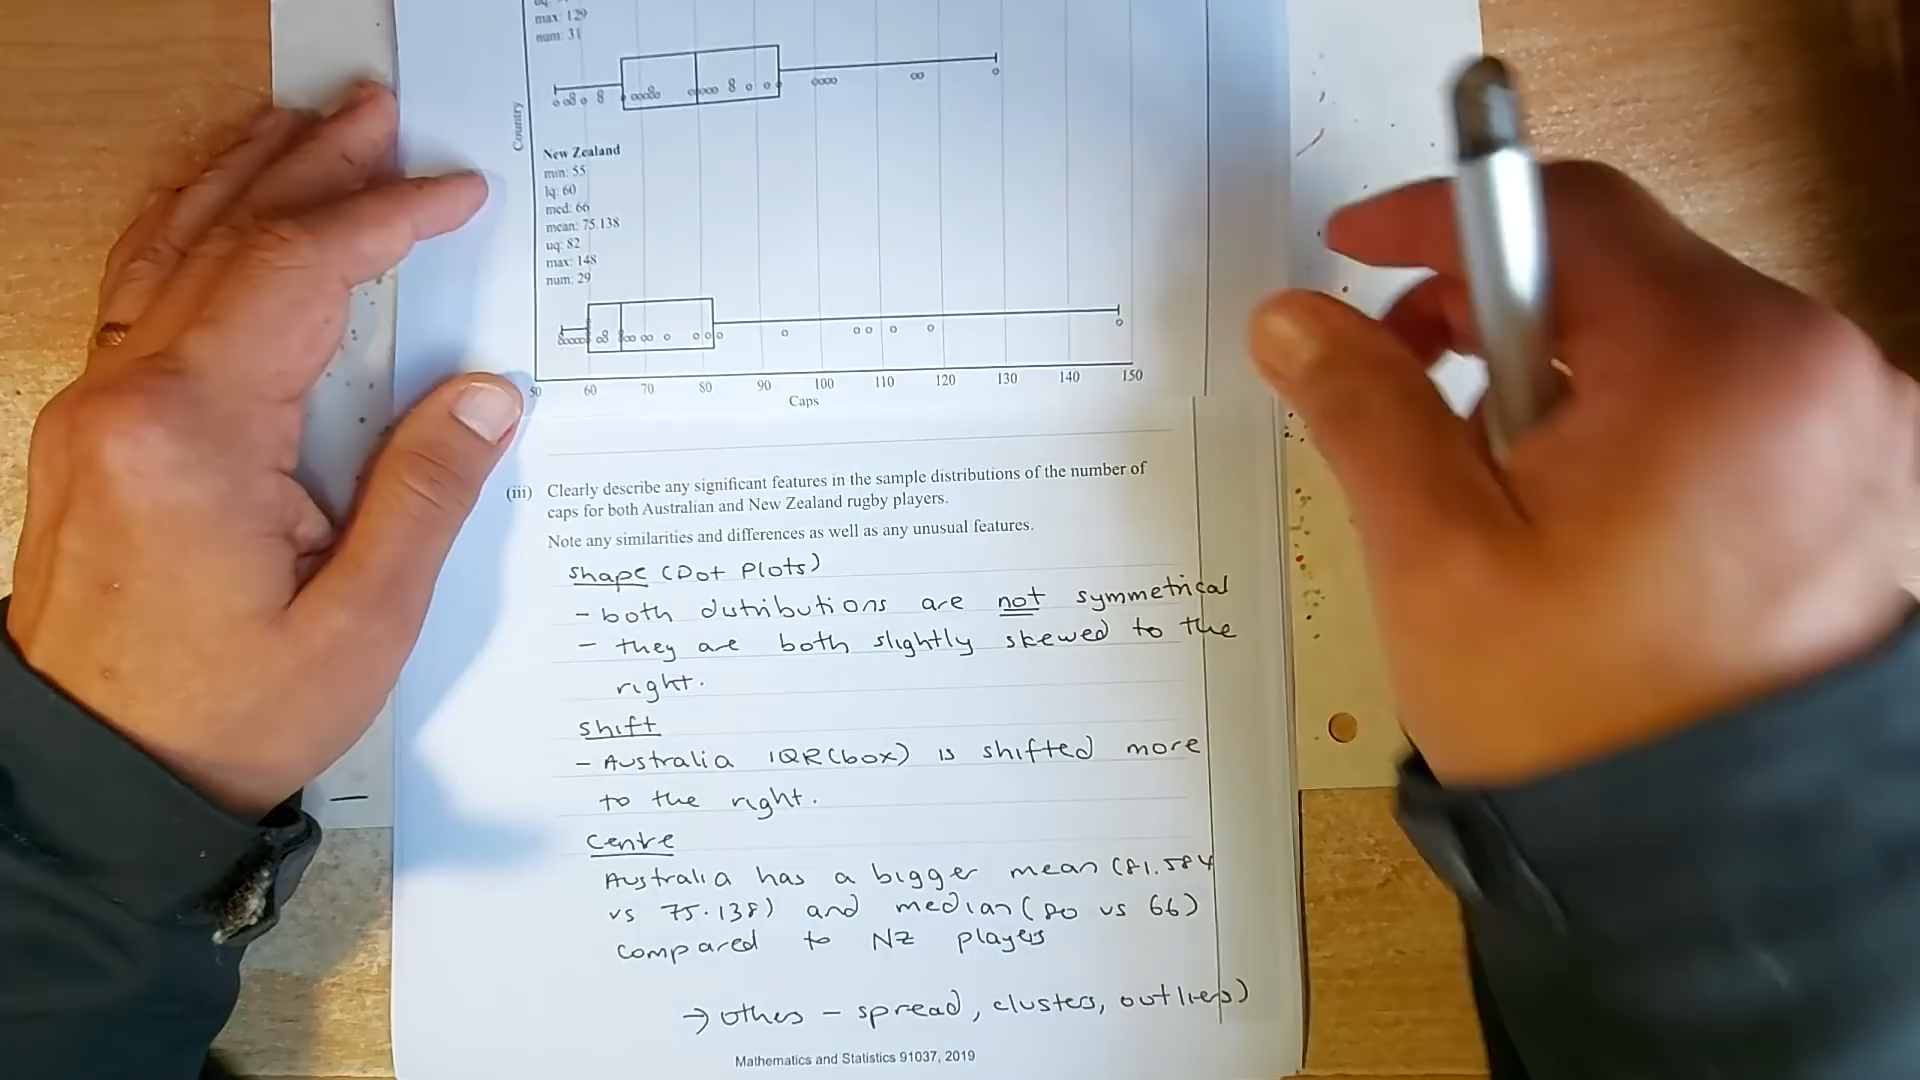 max: 129
num: 31
Country
New Zealand
min: 55
lq: 60
med: 66
mean: 75.138
uq: 82
max: 148
num: 29
50 60 70 80 90 100 110 120 130 140 150
Caps
(iii) Clearly describe any significant features in the sample distributions of the number of
caps for both Australian and New Zealand rugby players.
Note any similarities and differences as well as any unusual features.
Shape (Dot Plots)
- both distributions are not symmetrical
- they are both slightly skewed to the
right.
Shift
- Australia IQR(box) is shifted more
to the right.
Centre
Australia has a bigger mean (81.584
vs 75.138) and median (80 vs 66)
compared to NZ players
→ others - spread, clusters, outliers)
Mathematics and Statistics 91037, 2019